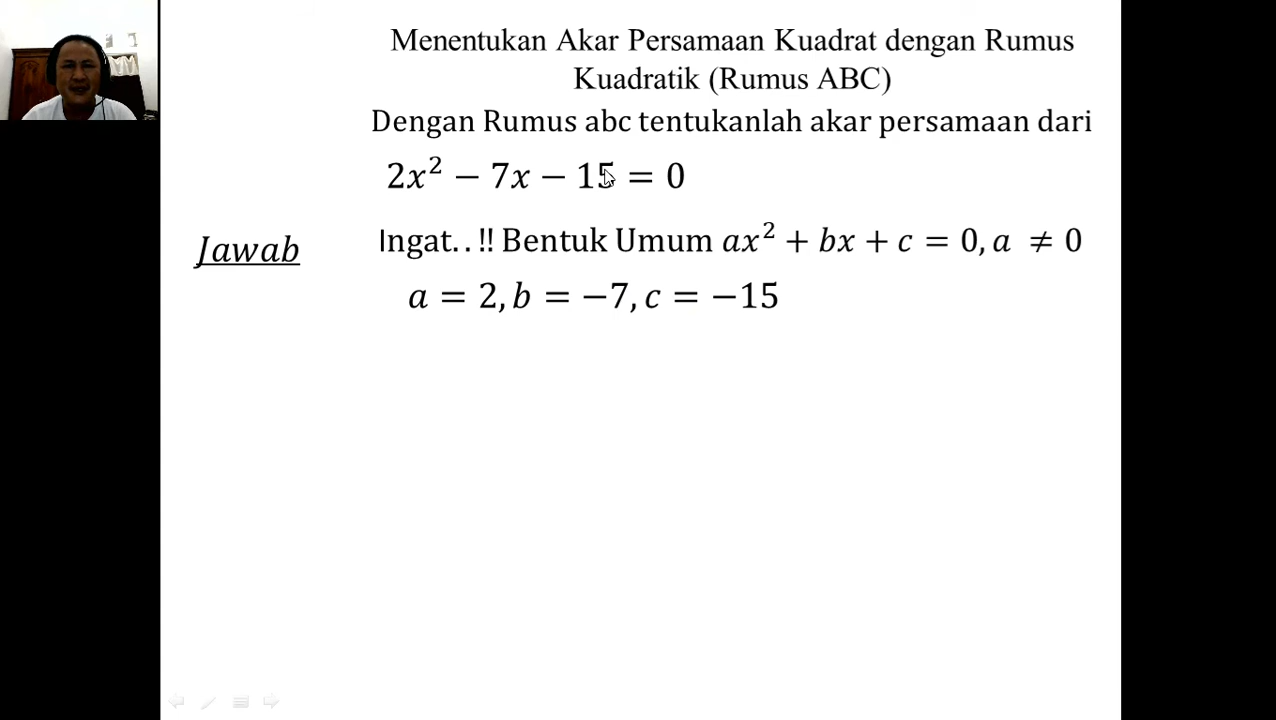 Menentukan Akar Persamaan Kuadrat dengan Rumus
Kuadratik (Rumus ABC)
Dengan Rumus abc tentukanlah akar persamaan dari
2x² − 7x − 15 = 0
Jawab
Ingat..!! Bentuk Umum ax² + bx + c = 0, a ≠ 0
a = 2, b = −7, c = −15